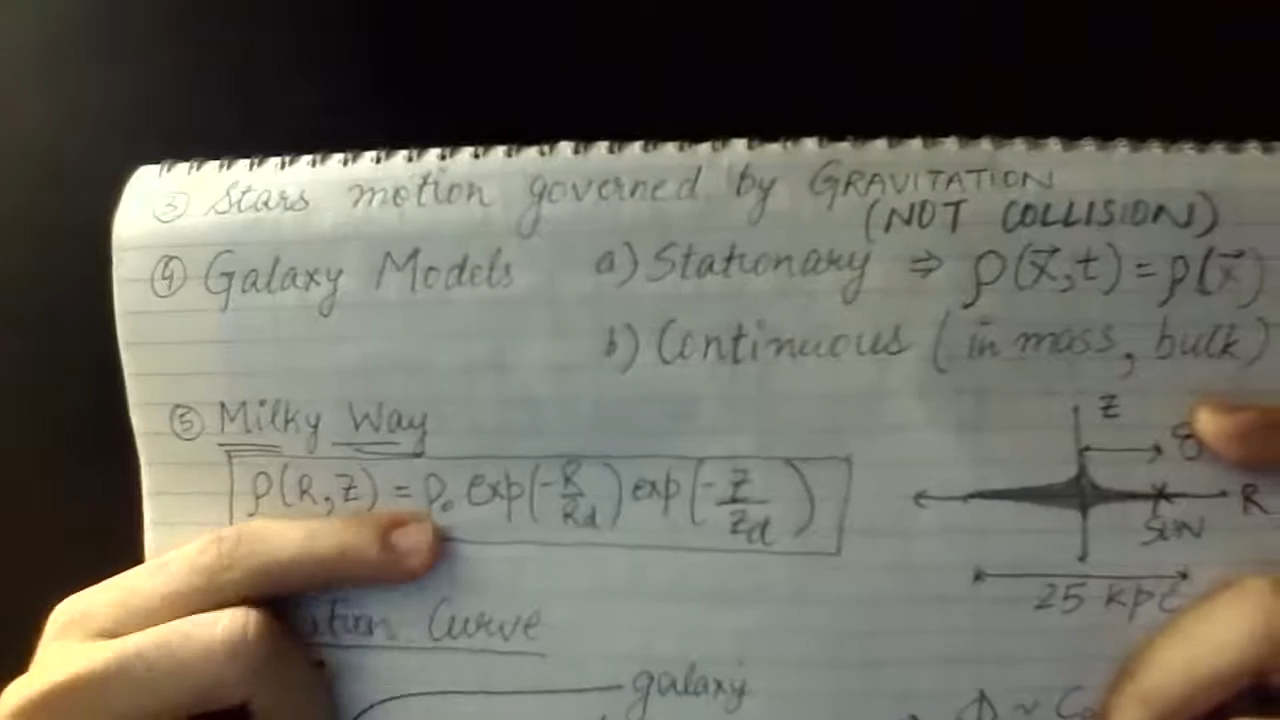 ③ Stars motion governed by GRAVITATION
(NOT COLLISION)
④ Galaxy Models a) Stationary ⇒ ρ(x⃗,t) = ρ(x⃗)
b) Continuous (in mass, bulk)
⑤ Milky Way
ρ(R,Z) = ρ₀ exp(-R/Rd) exp(-Z/Zd)
Z
R
SUN
25 kpc
Curve
galaxy